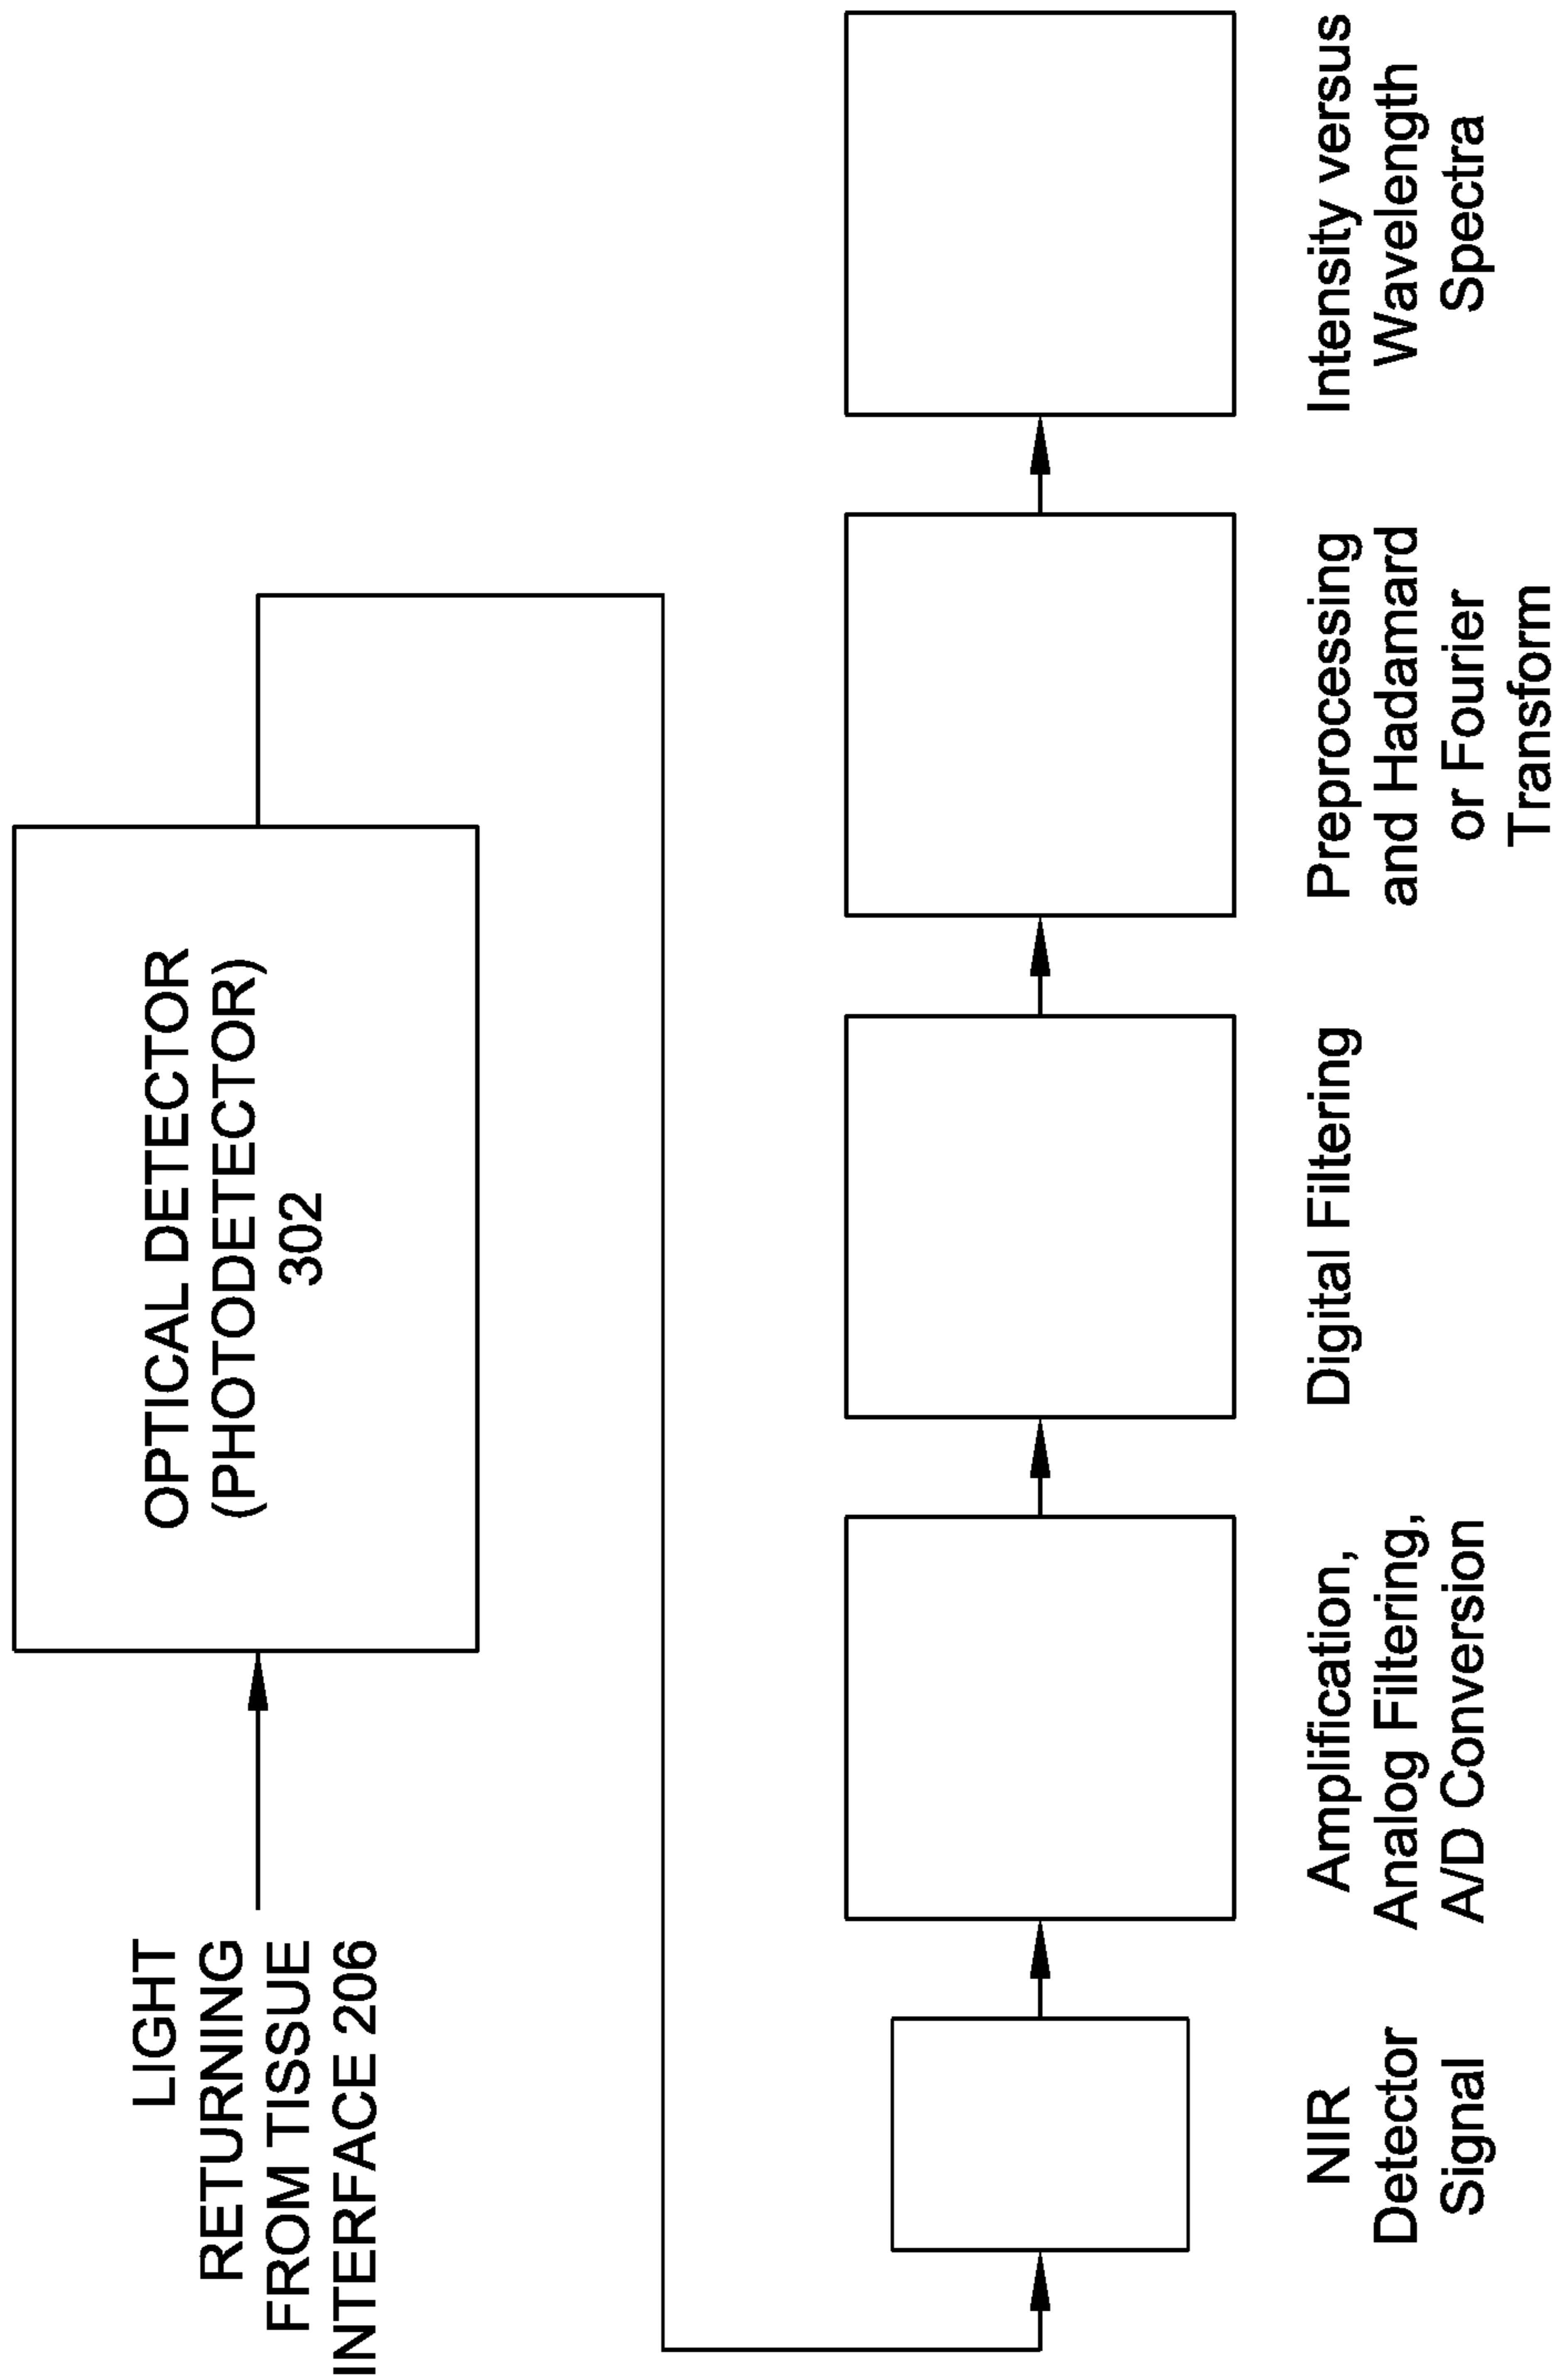 LIGHT
RETURNING
FROM TISSUE
INTERFACE 206
OPTICAL DETECTOR
(PHOTODETECTOR)
302
NIR
Detector
Signal
Amplification,
Analog Filtering,
A/D Conversion
Digital Filtering
Preprocessing
and Hadamard
or Fourier
Transform
Intensity versus
Wavelength
Spectra